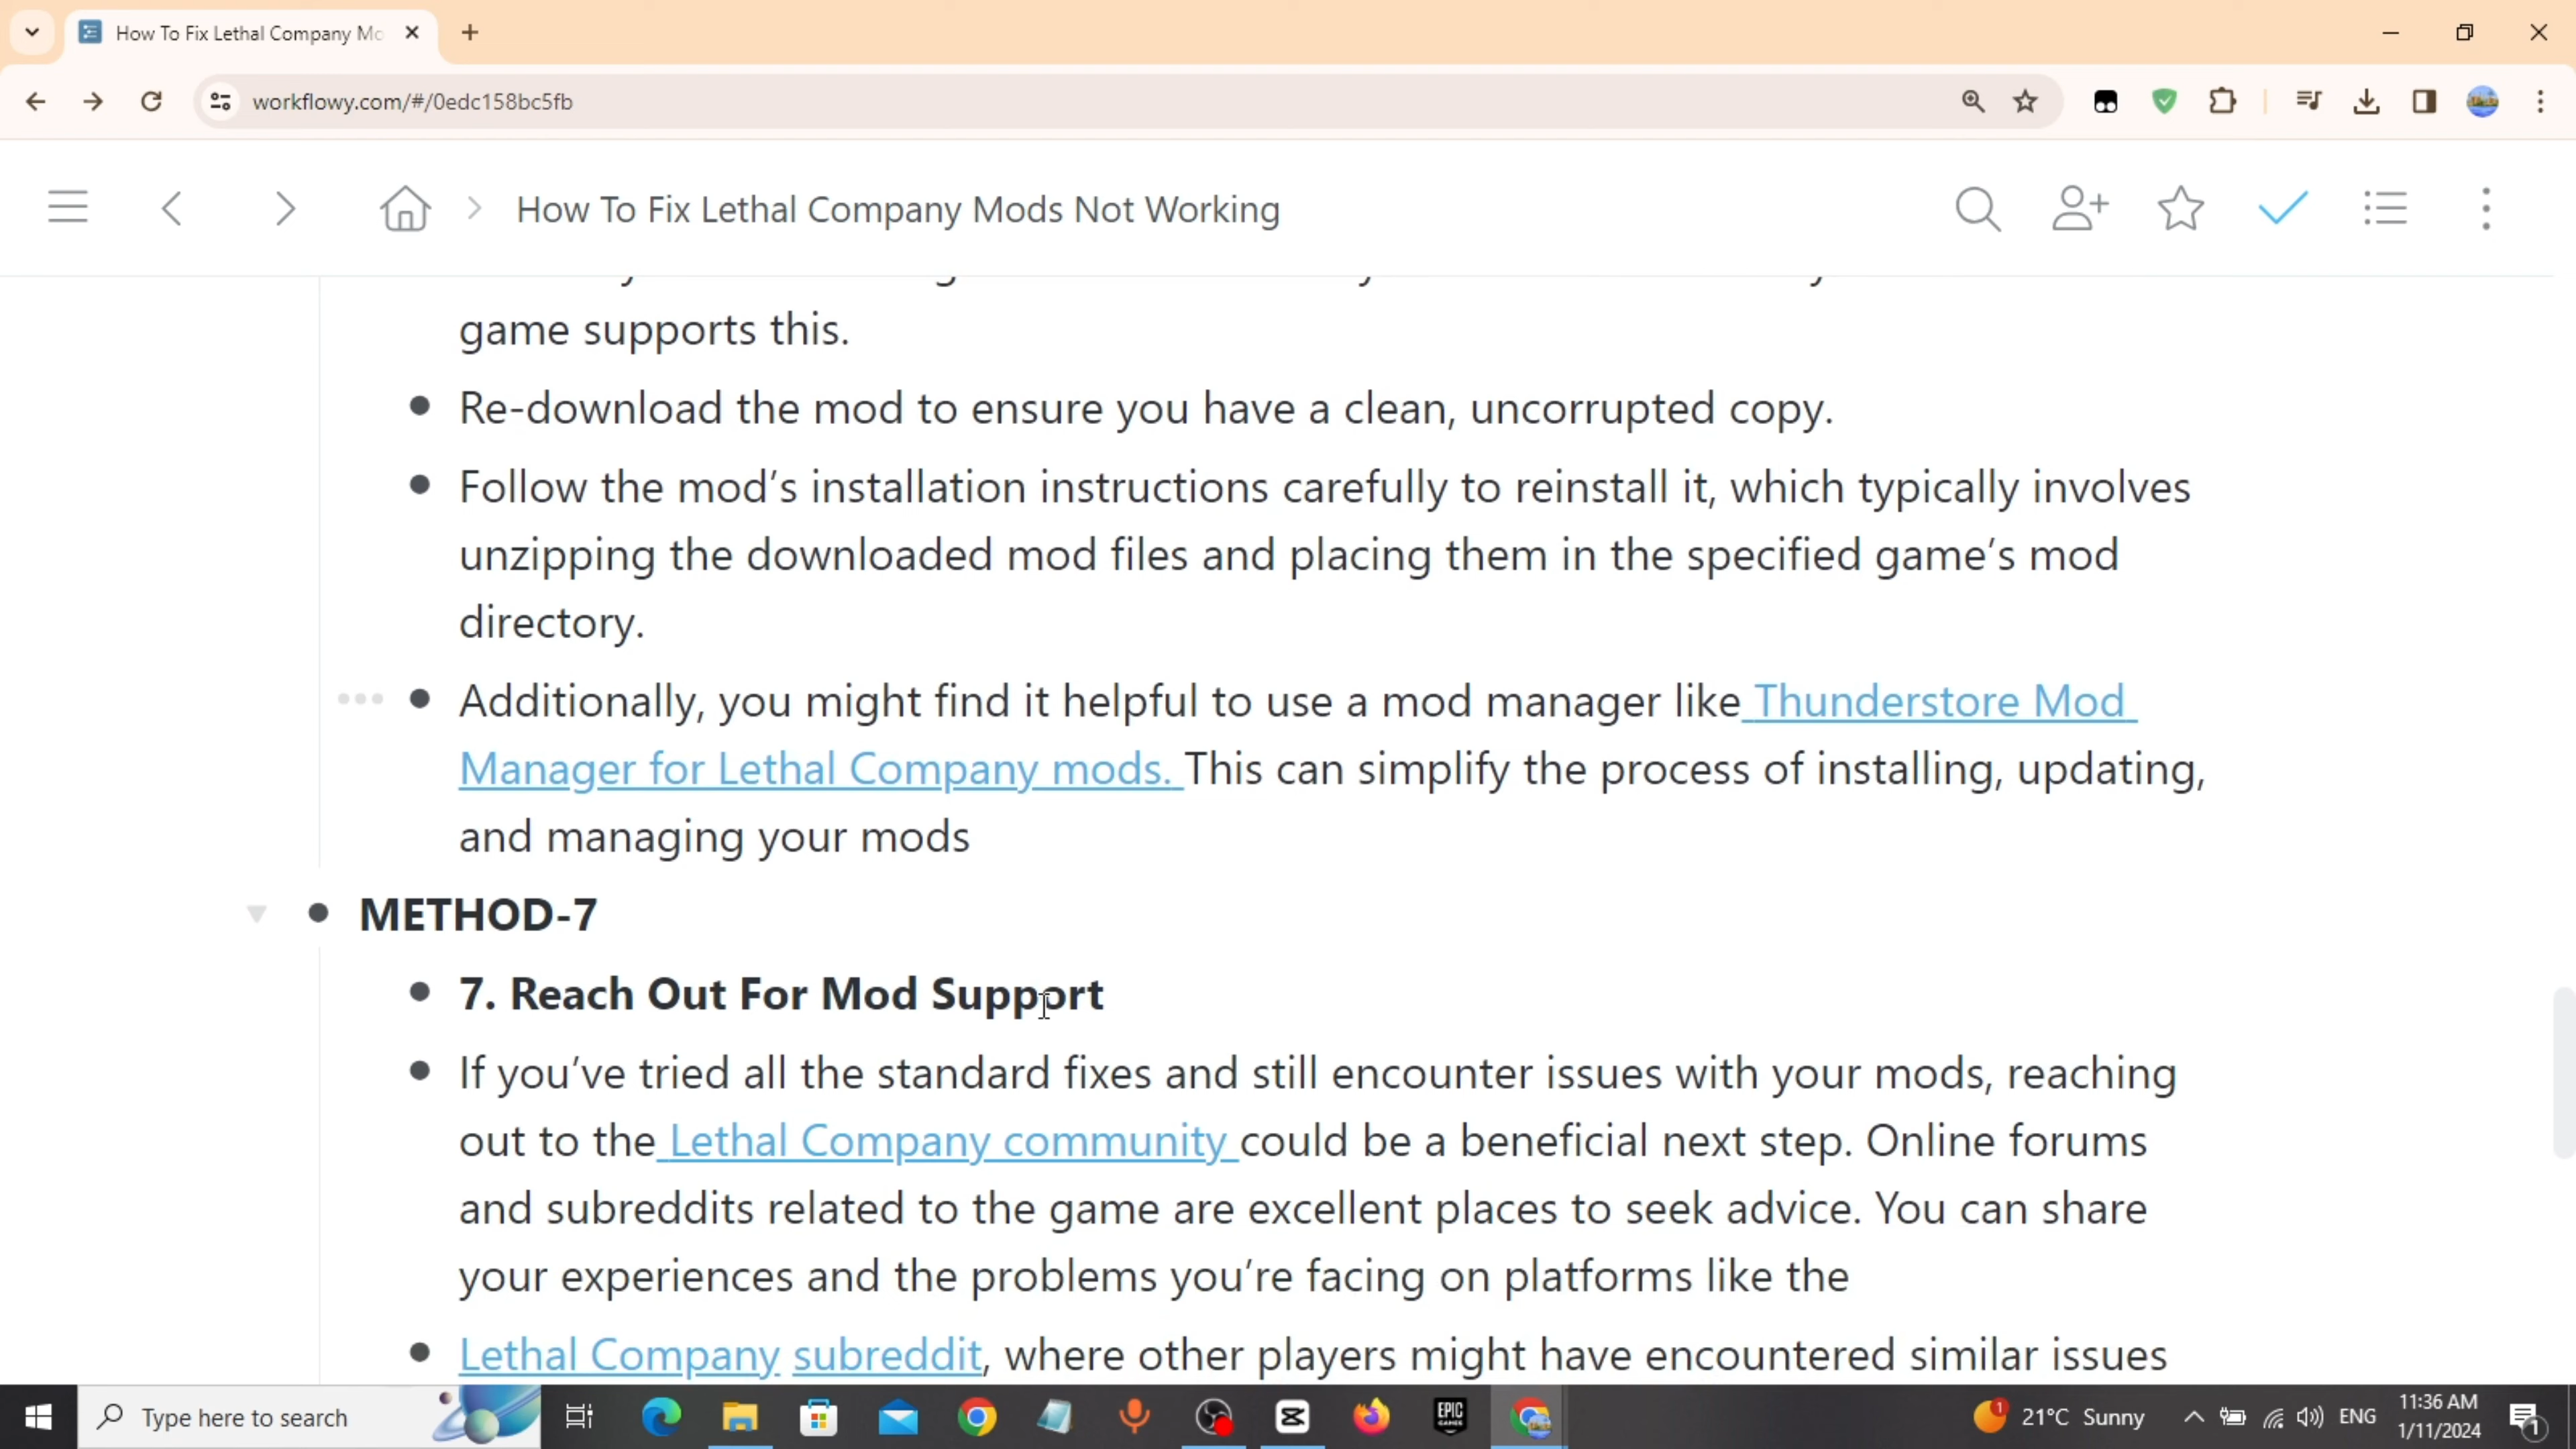 How To Fix Lethal Company Mo
workflowy.com/#/0edc158bc5fb
How To Fix Lethal Company Mods Not Working
game supports this.
Re-download the mod to ensure you have a clean, uncorrupted copy.
Follow the mod’s installation instructions carefully to reinstall it, which typically involves
unzipping the downloaded mod files and placing them in the specified game’s mod
directory.
Additionally, you might find it helpful to use a mod manager like Thunderstore Mod
Manager for Lethal Company mods. This can simplify the process of installing, updating,
and managing your mods
METHOD-7
7. Reach Out For Mod Support
If you’ve tried all the standard fixes and still encounter issues with your mods, reaching
out to the Lethal Company community could be a beneficial next step. Online forums
and subreddits related to the game are excellent places to seek advice. You can share
your experiences and the problems you’re facing on platforms like the
Lethal Company subreddit, where other players might have encountered similar issues
Type here to search
EPIC
GAMES
1
21°C Sunny
ENG
11:36 AM
1/11/2024
1